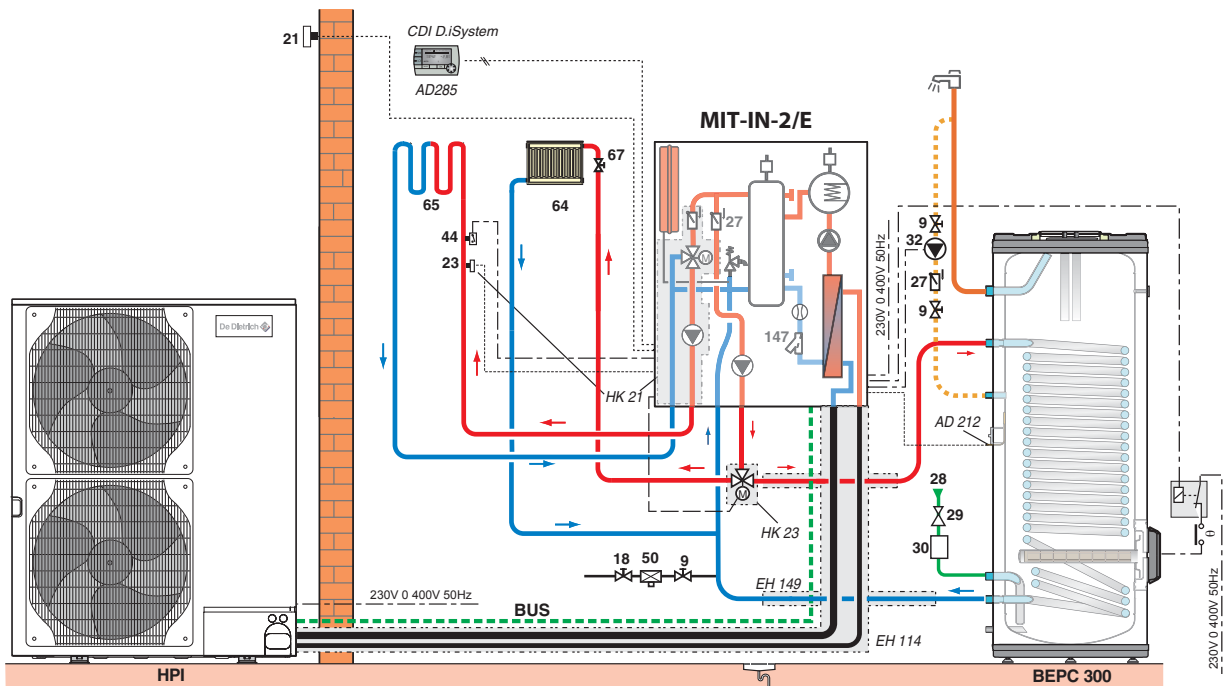 21
CDI D.iSystem
AD285
MIT-IN-2/E
67
65
64
27
44
23
M
147
HK 21
230V 0 400V 50Hz
9
32
27
9
De Dietrich
AD 212
28
29
30
M
HK 23
θ
18
50
9
EH 149
230V 0 400V 50Hz
BUS
EH 114
230V 0 400V 50Hz
HPI
BEPC 300